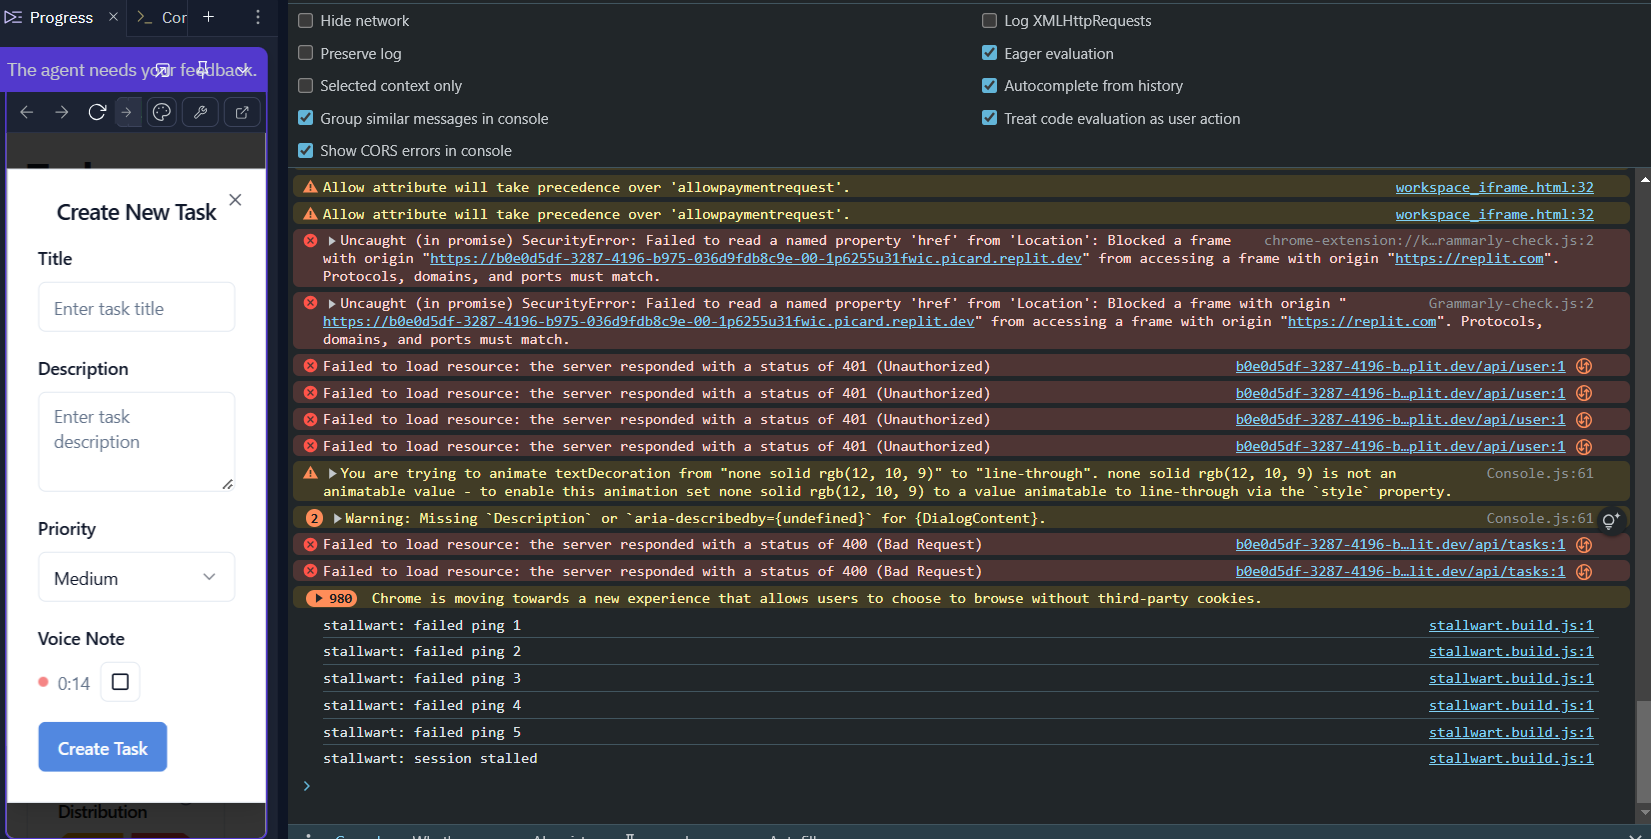 Progress
Cor
The agent needs your feedback.
Create New Task
Title
Enter task title
Description
Enter task
description
Priority
Medium
Voice Note
0:14
Create Task
Distribution
Hide network
Log XMLHttpRequests
Preserve log
Eager evaluation
Selected context only
Autocomplete from history
Group similar messages in console
Treat code evaluation as user action
Show CORS errors in console
Allow attribute will take precedence over 'allowpaymentrequest'. workspace_iframe.html:32
Allow attribute will take precedence over 'allowpaymentrequest'. workspace_iframe.html:32
Uncaught (in promise) SecurityError: Failed to read a named property 'href' from 'Location': Blocked a frame chrome-extension://k…rammarly-check.js:2
with origin "https://b0e0d5df-3287-4196-b975-036d9fdb8c9e-00-1p6255u31fwic.picard.replit.dev" from accessing a frame with origin "https://replit.com".
Protocols, domains, and ports must match.
Uncaught (in promise) SecurityError: Failed to read a named property 'href' from 'Location': Blocked a frame with origin " Grammarly-check.js:2
https://b0e0d5df-3287-4196-b975-036d9fdb8c9e-00-1p6255u31fwic.picard.replit.dev" from accessing a frame with origin "https://replit.com". Protocols,
domains, and ports must match.
Failed to load resource: the server responded with a status of 401 (Unauthorized) b0e0d5df-3287-4196-b…plit.dev/api/user:1
Failed to load resource: the server responded with a status of 401 (Unauthorized) b0e0d5df-3287-4196-b…plit.dev/api/user:1
Failed to load resource: the server responded with a status of 401 (Unauthorized) b0e0d5df-3287-4196-b…plit.dev/api/user:1
Failed to load resource: the server responded with a status of 401 (Unauthorized) b0e0d5df-3287-4196-b…plit.dev/api/user:1
You are trying to animate textDecoration from "none solid rgb(12, 10, 9)" to "line-through". none solid rgb(12, 10, 9) is not an Console.js:61
animatable value - to enable this animation set none solid rgb(12, 10, 9) to a value animatable to line-through via the `style` property.
2 Warning: Missing `Description` or `aria-describedby={undefined}` for {DialogContent}. Console.js:61
Failed to load resource: the server responded with a status of 400 (Bad Request) b0e0d5df-3287-4196-b…lit.dev/api/tasks:1
Failed to load resource: the server responded with a status of 400 (Bad Request) b0e0d5df-3287-4196-b…lit.dev/api/tasks:1
980 Chrome is moving towards a new experience that allows users to choose to browse without third-party cookies.
stallwart: failed ping 1 stallwart.build.js:1
stallwart: failed ping 2 stallwart.build.js:1
stallwart: failed ping 3 stallwart.build.js:1
stallwart: failed ping 4 stallwart.build.js:1
stallwart: failed ping 5 stallwart.build.js:1
stallwart: session stalled stallwart.build.js:1